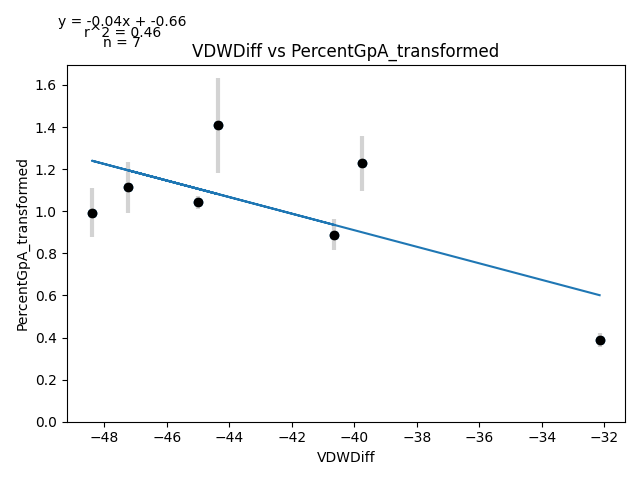 y = -0.04x + -0.66
r^2 = 0.46
n = 7
VDWDiff vs PercentGpA_transformed
1.6
1.4
1.2
1.0
0.8
0.6
0.4
0.2
0.0
PercentGpA_transformed
−48 −46 −44 −42 −40 −38 −36 −34 −32
VDWDiff